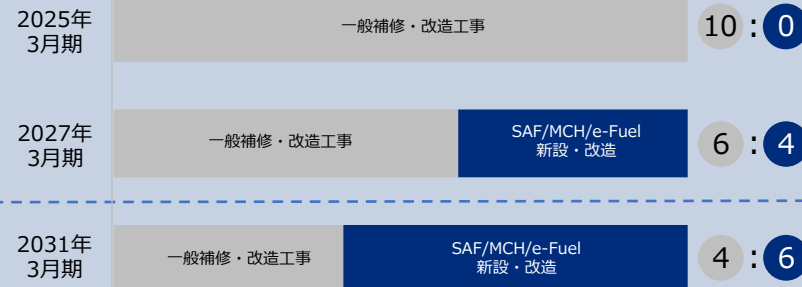 2025年
3月期
一般補修・改造工事
10 : 0
2027年
3月期
一般補修・改造工事
SAF/MCH/e-Fuel
新設・改造
6 : 4
2031年
3月期
一般補修・改造工事
SAF/MCH/e-Fuel
新設・改造
4 : 6